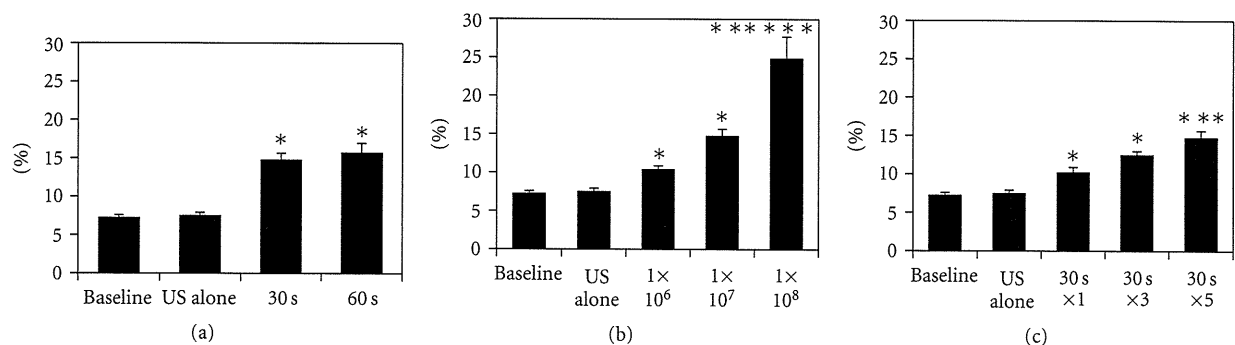 30
25
20
15
10
5
0
(%)
*
*
Baseline
US alone
30 s
60 s
(a)
30
25
20
15
10
5
0
(%)
*
*
* ** * * *
Baseline
US
alone
1×
10⁶
1×
10⁷
1×
10⁸
(b)
30
25
20
15
10
5
0
(%)
*
*
* **
Baseline
US
alone
30 s
×1
30 s
×3
30 s
×5
(c)